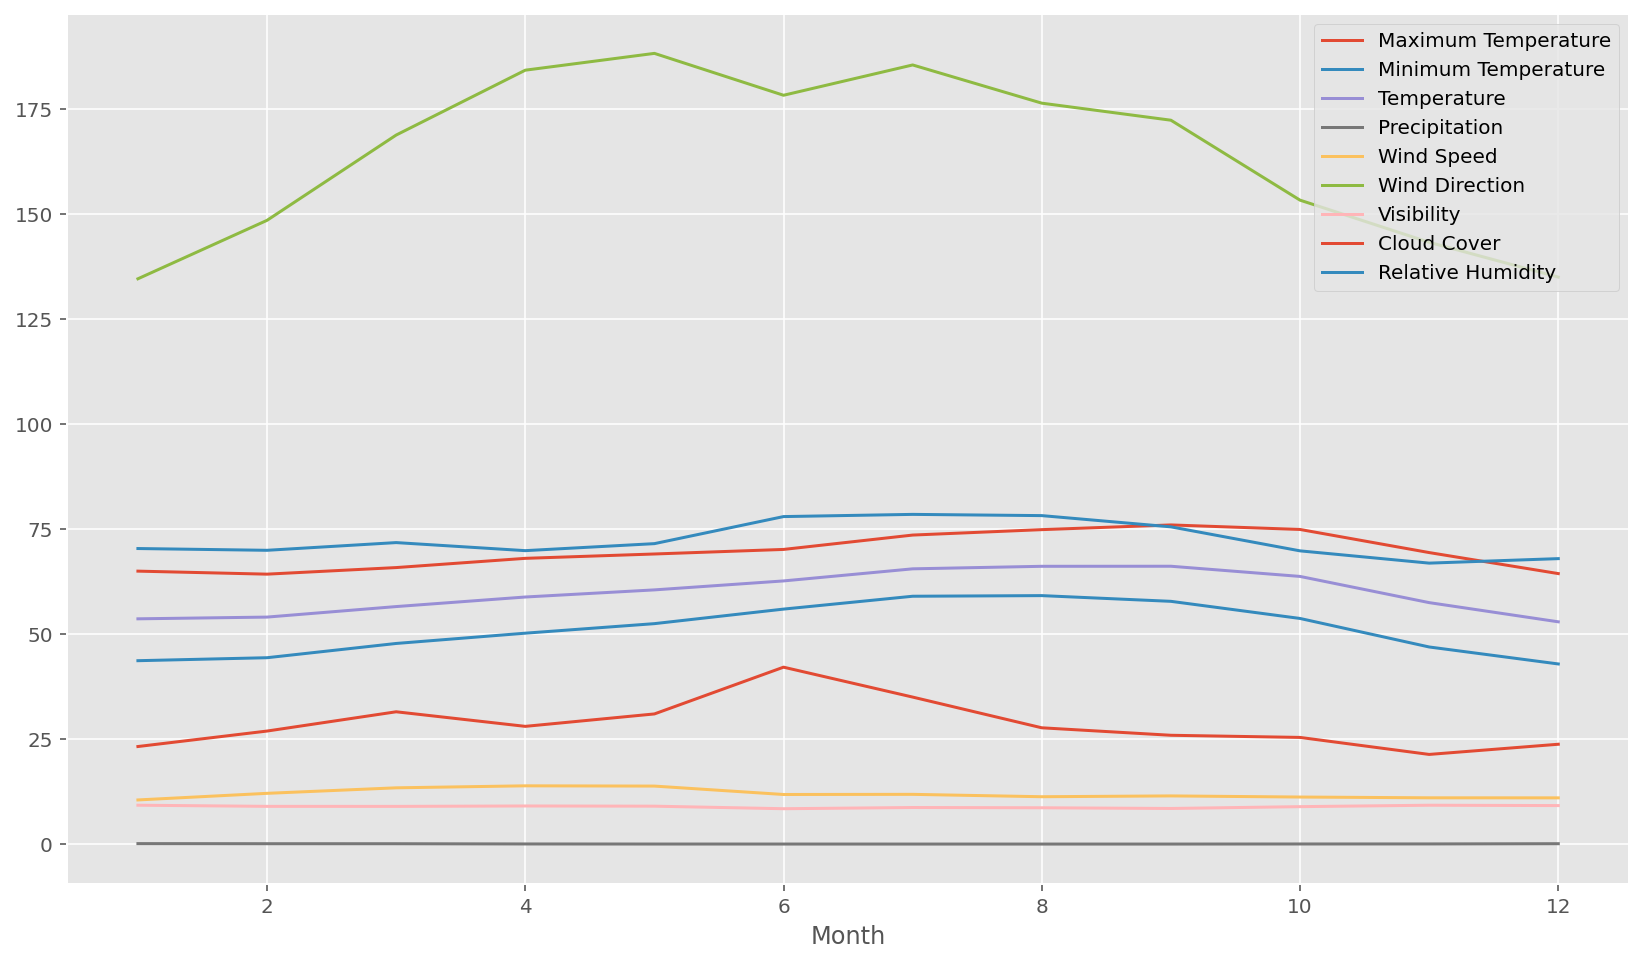 Maximum Temperature
Minimum Temperature
Temperature
Precipitation
Wind Speed
Wind Direction
Visibility
Cloud Cover
Relative Humidity
175
150
125
100
75
50
25
0
2 4 6 8 10 12
Month